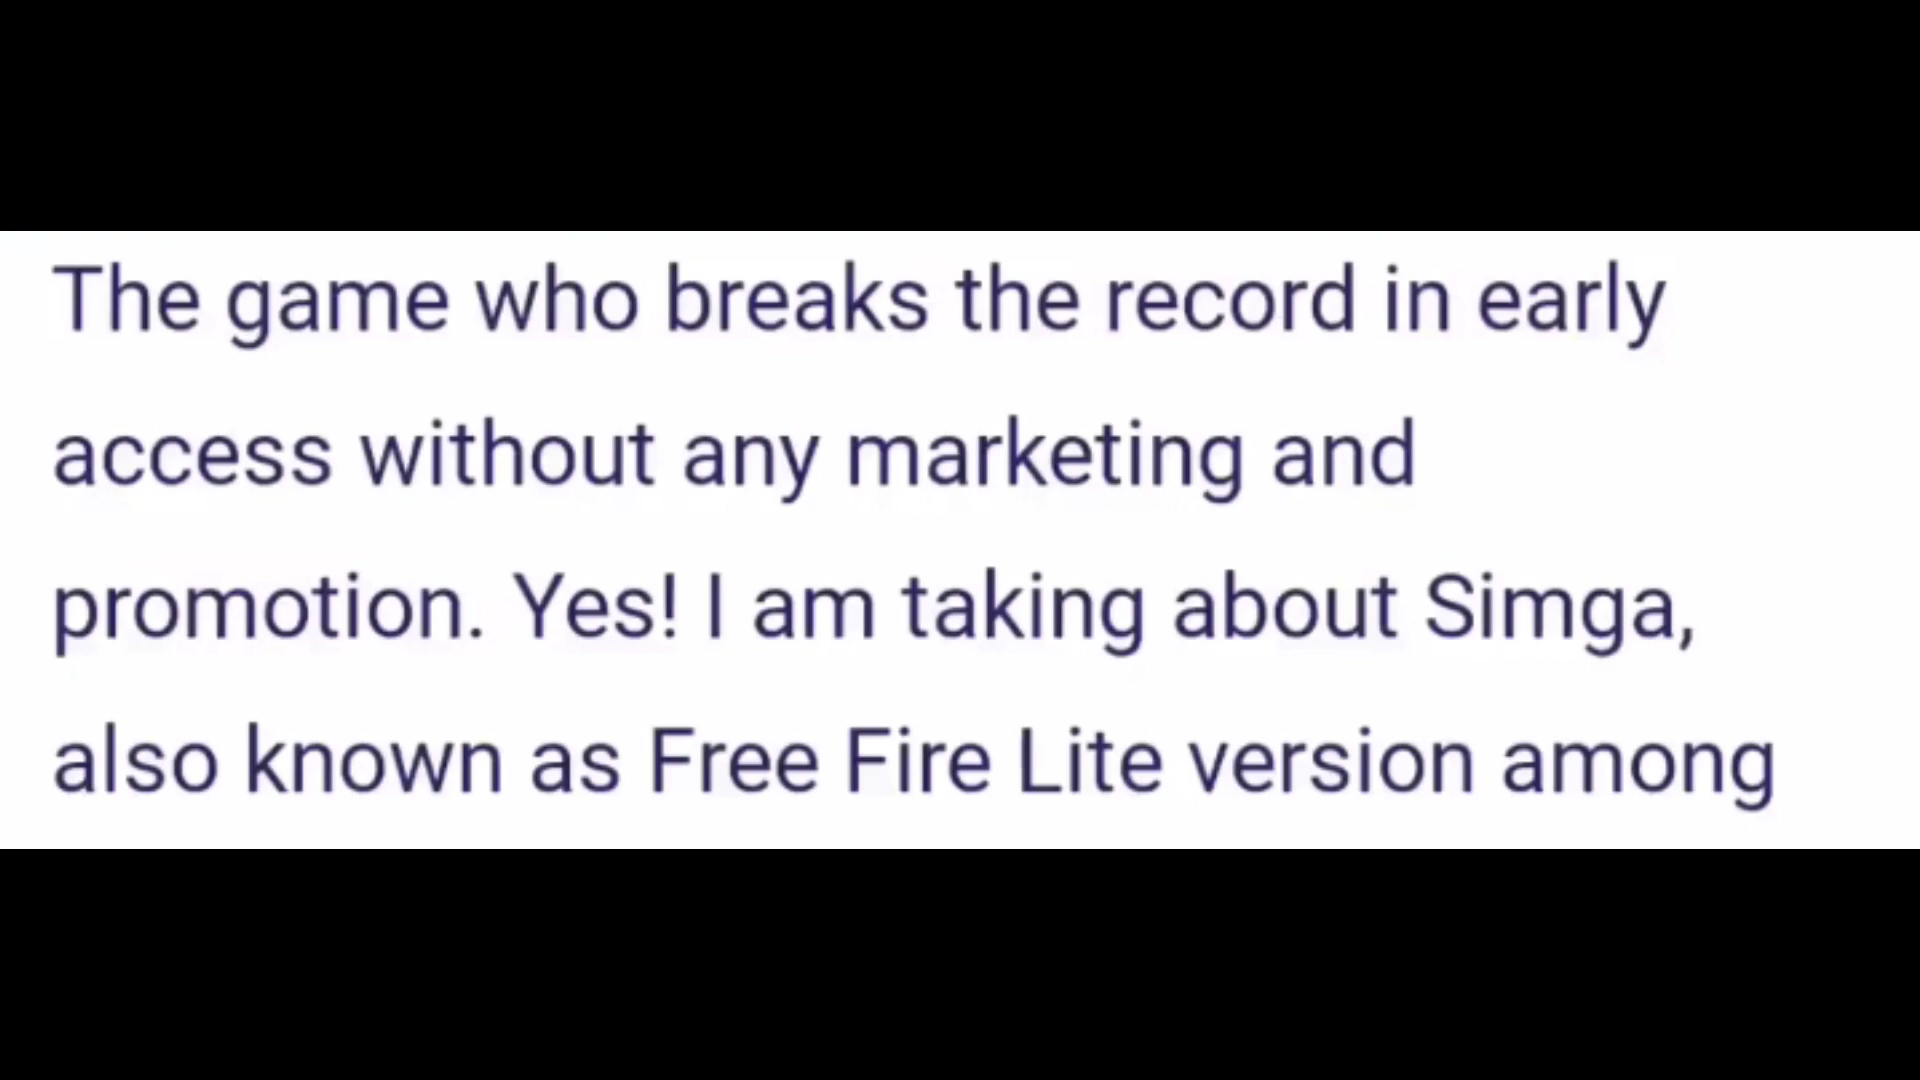 The game who breaks the record in early
access without any marketing and
promotion. Yes! I am taking about Simga,
also known as Free Fire Lite version among